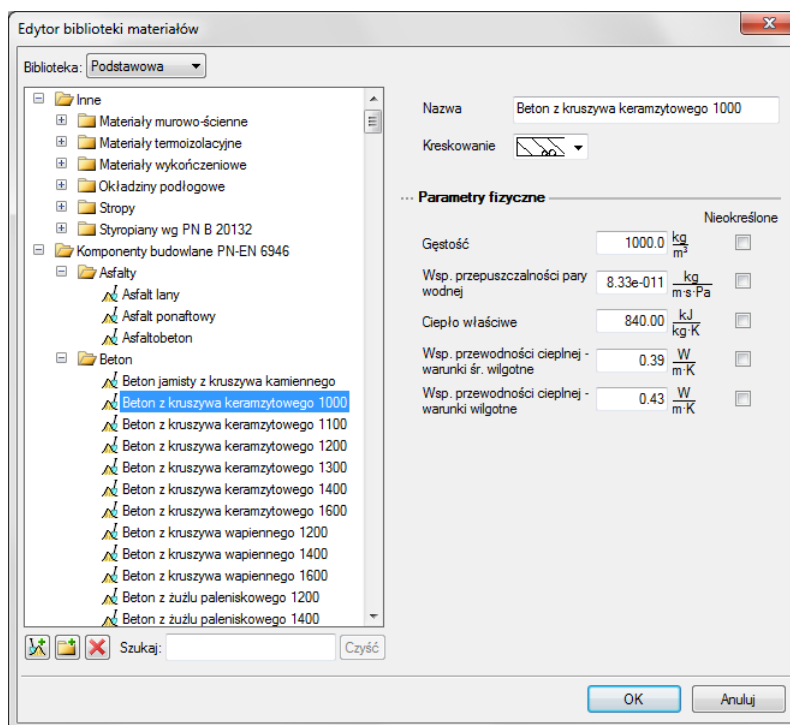 Edytor biblioteki materiałów
Biblioteka: Podstawowa
Inne
Materiały murowo-ścienne
Materiały termoizolacyjne
Materiały wykończeniowe
Okładziny podłogowe
Stropy
Styropiany wg PN B 20132
Komponenty budowlane PN-EN 6946
Asfalty
Asfalt lany
Asfalt ponaftowy
Asfaltobeton
Beton
Beton jamisty z kruszywa kamiennego
Beton z kruszywa keramzytowego 1000
Beton z kruszywa keramzytowego 1100
Beton z kruszywa keramzytowego 1200
Beton z kruszywa keramzytowego 1300
Beton z kruszywa keramzytowego 1400
Beton z kruszywa keramzytowego 1600
Beton z kruszywa wapiennego 1200
Beton z kruszywa wapiennego 1400
Beton z kruszywa wapiennego 1600
Beton z żużlu paleniskowego 1200
Beton z żużlu paleniskowego 1400
Szukaj: Czyść
Nazwa Beton z kruszywa keramzytowego 1000
Kreskowanie
Parametry fizyczne
Nieokreślone
Gęstość 1000.0 kg/m³
Wsp. przepuszczalności pary
wodnej 8.33e-011 kg/m·s·Pa
Ciepło właściwe 840.00 kJ/kg·K
Wsp. przewodności cieplnej -
warunki śr. wilgotne 0.39 W/m·K
Wsp. przewodności cieplnej -
warunki wilgotne 0.43 W/m·K
OK Anuluj